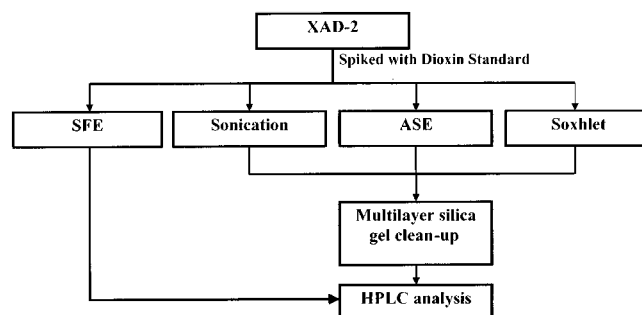 XAD-2
Spiked with Dioxin Standard
SFE
Sonication
ASE
Soxhlet
Multilayer silica
gel clean-up
HPLC analysis